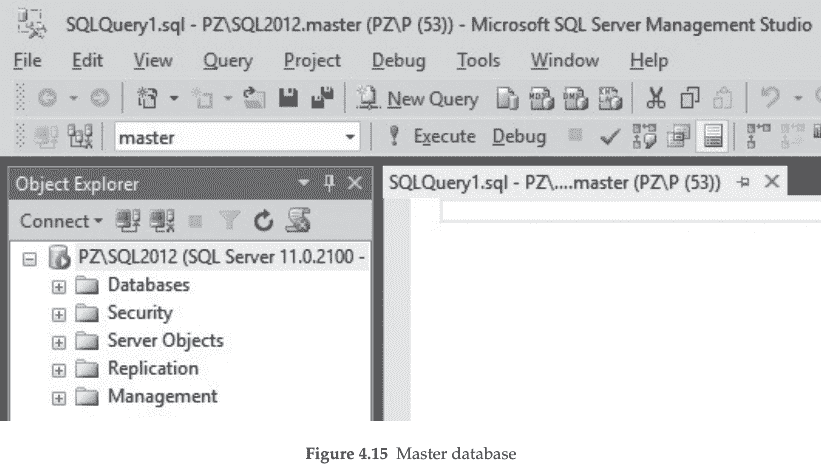 SQLQuery1.sql - PZ\SQL2012.master (PZ\P (53)) - Microsoft SQL Server Management Studio
File Edit View Query Project Debug Tools Window Help
New Query
master Execute Debug
Object Explorer
SQLQuery1.sql - PZ\....master (PZ\P (53))
Connect
PZ\SQL2012 (SQL Server 11.0.2100 -
Databases
Security
Server Objects
Replication
Management
Figure 4.15 Master database